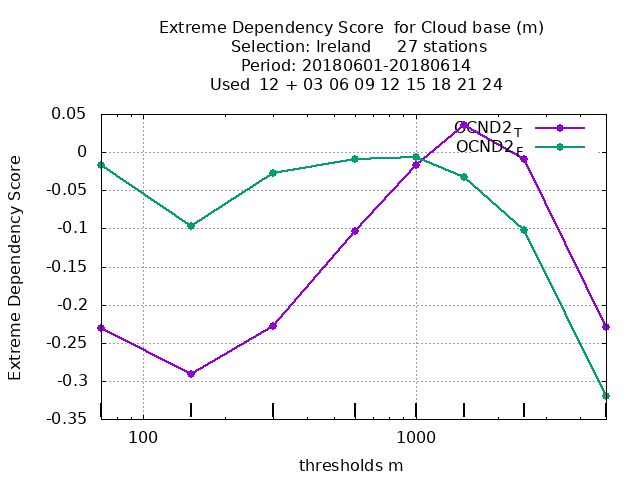 Extreme Dependency Score  for Cloud base (m)
Selection: Ireland     27 stations
Period: 20180601-20180614
Used  12 + 03 06 09 12 15 18 21 24
Extreme Dependency Score
0.05
0
-0.05
-0.1
-0.15
-0.2
-0.25
-0.3
-0.35
OCND2T
OCND2E
100
1000
thresholds m